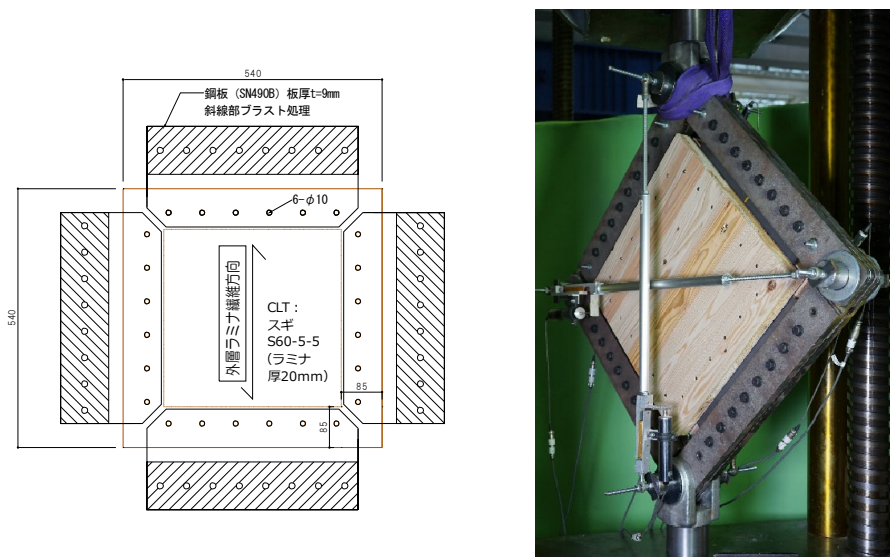 540
鋼板（SN490B）板厚t=9mm
斜線部ブラスト処理
6-φ10
540
外層ラミナ繊維方向
CLT：
スギ
S60-5-5
(ラミナ
厚20mm)
85
85